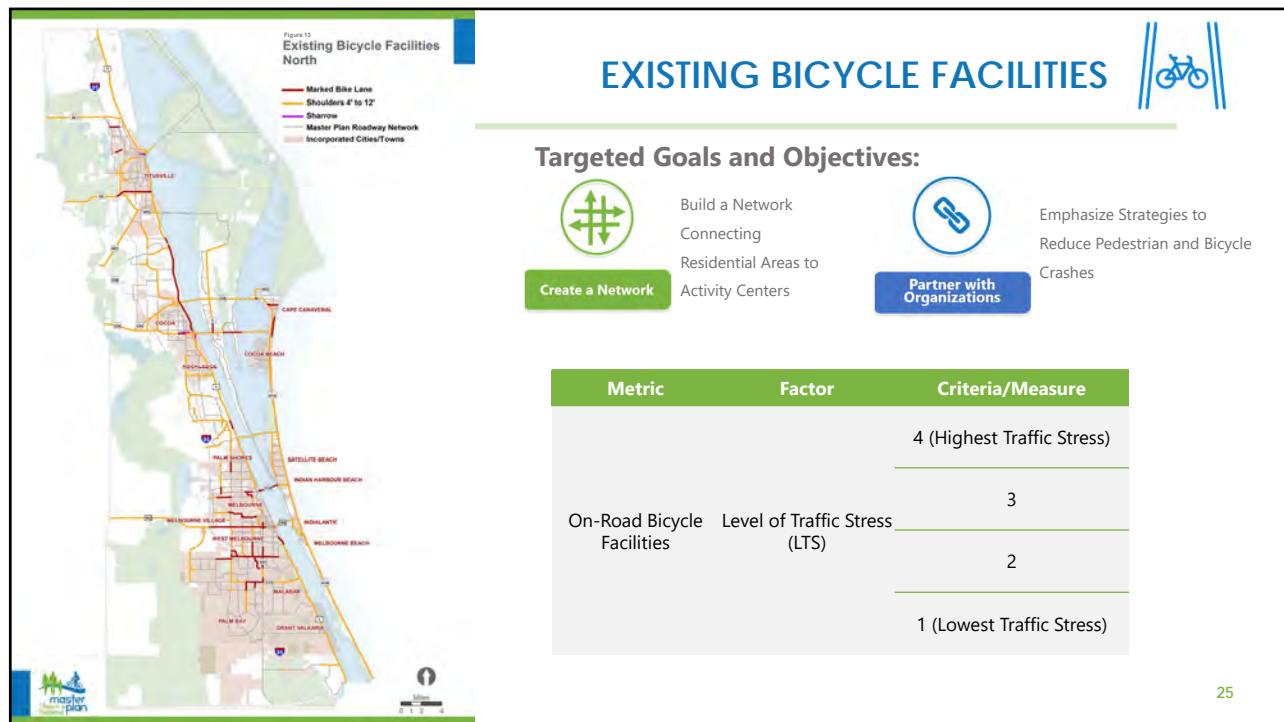 Figure 13
Existing Bicycle Facilities
North
Marked Bike Lane
Shoulders 4' to 12'
Sharrow
Master Plan Roadway Network
Incorporated Cities/Towns
TITUSVILLE
CAPE CANAVERAL
COCOA
COCOA BEACH
ROCKLEDGE
PALM SHORES
SATELLITE BEACH
INDIAN HARBOUR BEACH
MELBOURNE
MELBOURNE VILLAGE
INDIALANTIC
WEST MELBOURNE
MELBOURNE BEACH
MALABAR
PALM BAY
GRANT VALKARIA
Miles
0 1 2 4
master
plan
EXISTING BICYCLE FACILITIES
Targeted Goals and Objectives:
Create a Network
Build a Network
Connecting
Residential Areas to
Activity Centers
Partner with
Organizations
Emphasize Strategies to
Reduce Pedestrian and Bicycle
Crashes
Metric Factor Criteria/Measure
On-Road Bicycle
Facilities
Level of Traffic Stress
(LTS)
4 (Highest Traffic Stress)
3
2
1 (Lowest Traffic Stress)
25